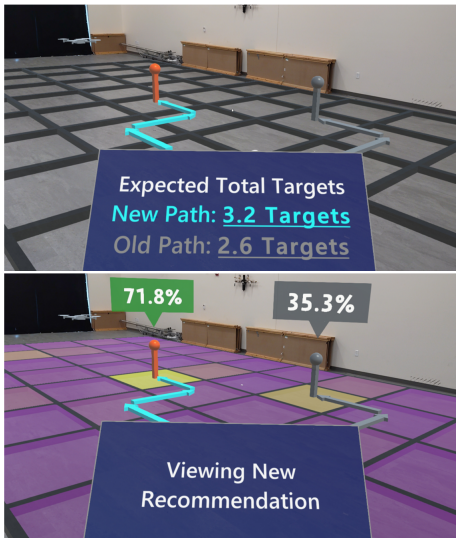 Expected Total Targets
New Path: 3.2 Targets
Old Path: 2.6 Targets
71.8%
35.3%
Viewing New
Recommendation